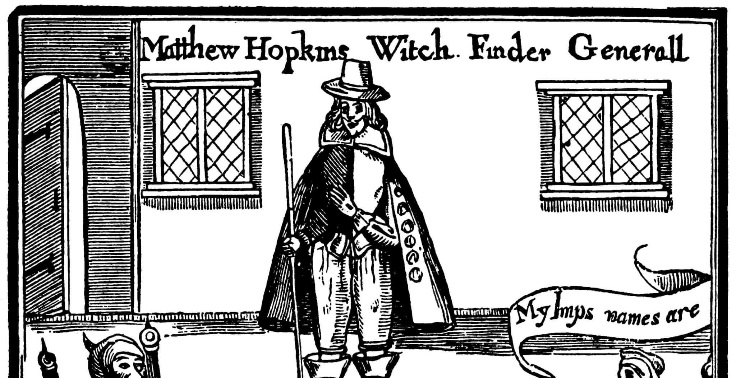 Matthew Hopkins Witch. Finder Generall
My Imps names are